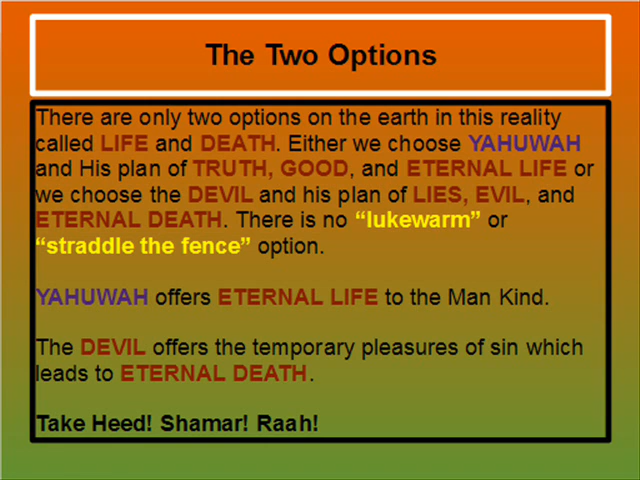 The Two Options
There are only two options on the earth in this reality
called LIFE and DEATH. Either we choose YAHUWAH
and His plan of TRUTH, GOOD, and ETERNAL LIFE or
we choose the DEVIL and his plan of LIES, EVIL, and
ETERNAL DEATH. There is no “lukewarm” or
“straddle the fence” option.
YAHUWAH offers ETERNAL LIFE to the Man Kind.
The DEVIL offers the temporary pleasures of sin which
leads to ETERNAL DEATH.
Take Heed! Shamar! Raah!